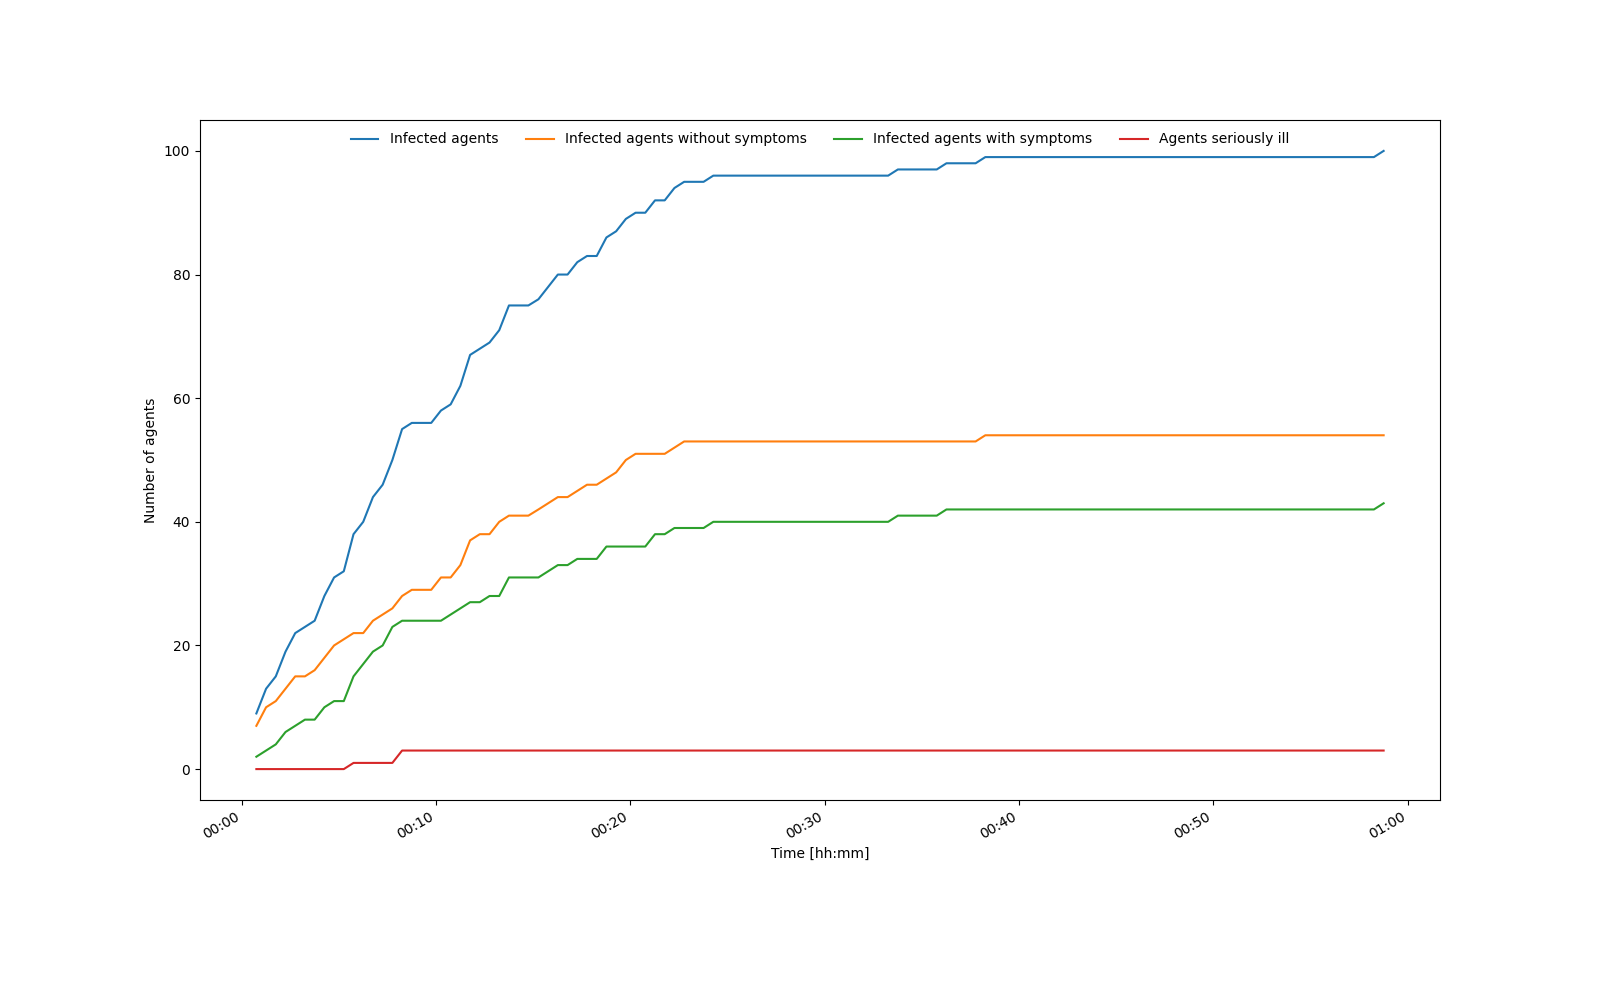 Infected agents Infected agents without symptoms Infected agents with symptoms Agents seriously ill
100
80
60
40
20
0
Number of agents
00:00 00:10 00:20 00:30 00:40 00:50 01:00
Time [hh:mm]